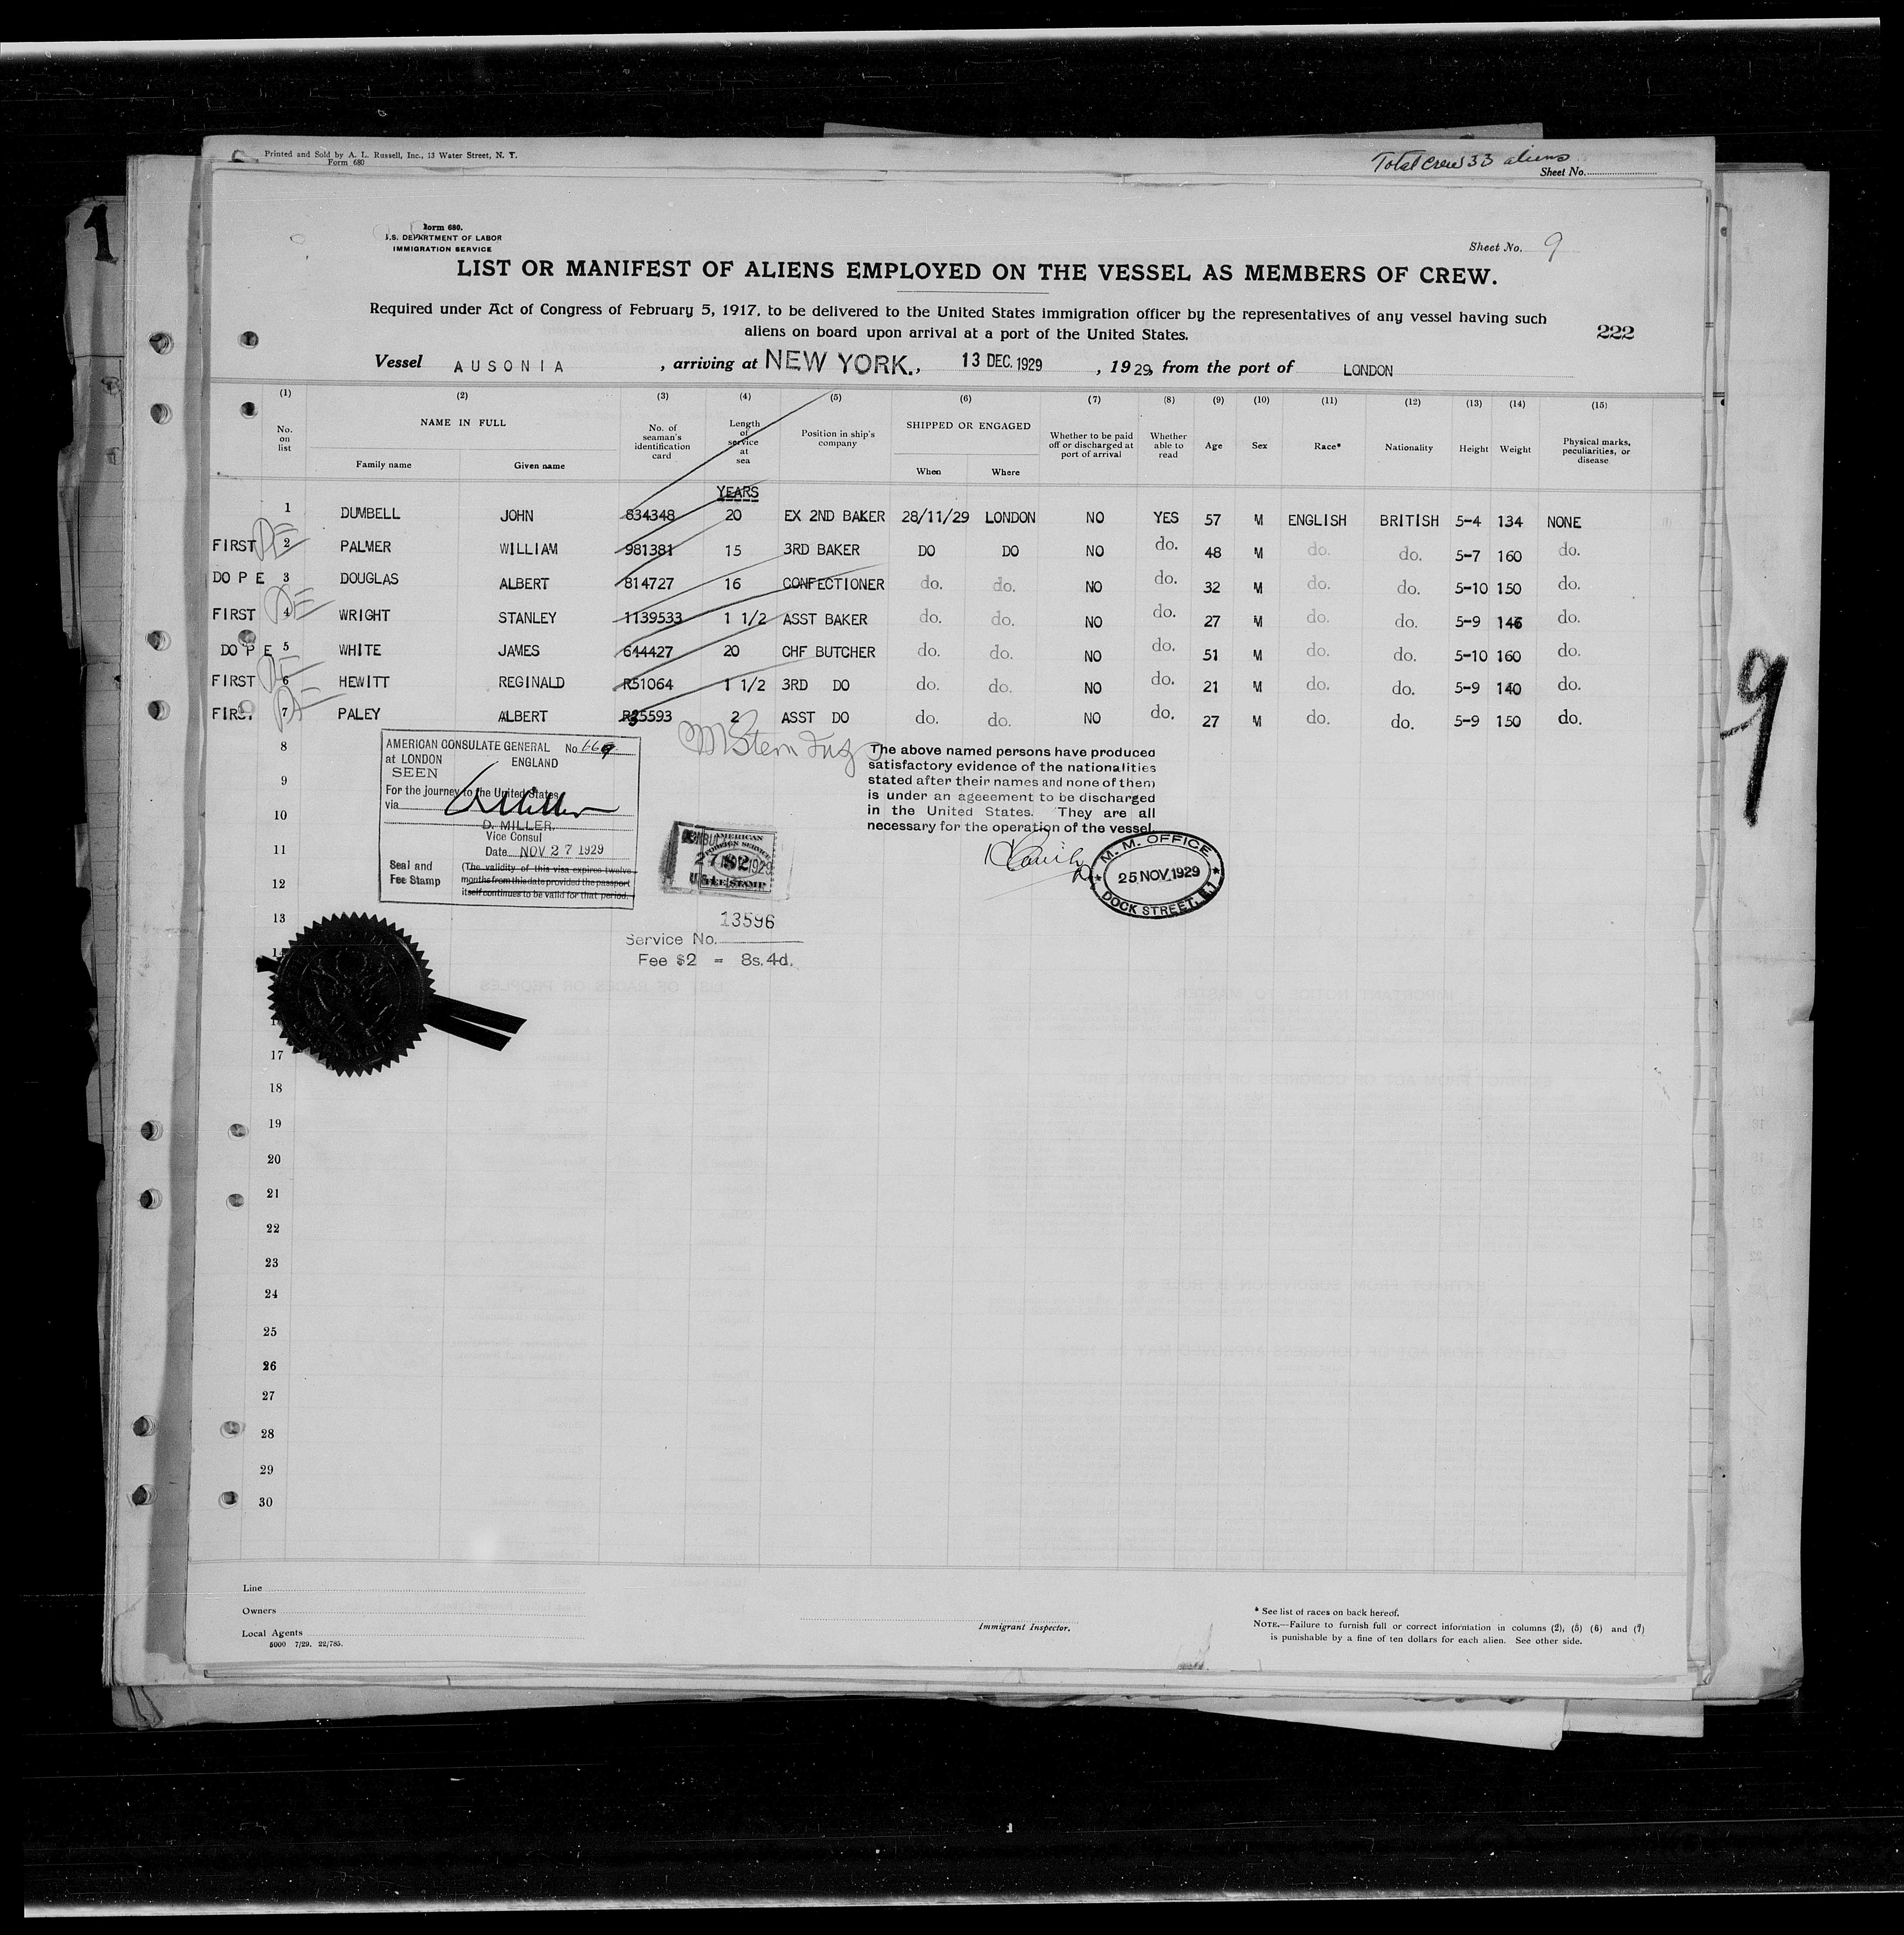 Printed and Sold by A. L. Russell, Inc., 13 Water Street, N. Y.
Form 680
Total crew 33 aliens
Sheet No.
1
Form 680.
U.S. DEPARTMENT OF LABOR
IMMIGRATION SERVICE
Sheet No. 9
LIST OR MANIFEST OF ALIENS EMPLOYED ON THE VESSEL AS MEMBERS OF CREW.
Required under Act of Congress of February 5, 1917, to be delivered to the United States immigration officer by the representatives of any vessel having such
aliens on board upon arrival at a port of the United States.
222
Vessel AUSONIA, arriving at NEW YORK., 13 DEC. 1929, 1929, from the port of LONDON
(1) (2) (3) (4) (5) (6) (7) (8) (9) (10) (11) (12) (13) (14) (15)
No. on list NAME IN FULL No. of seaman's identification card Length of service at sea Position in ship's company SHIPPED OR ENGAGED Whether to be paid off or discharged at port of arrival Whether able to read Age Sex Race* Nationality Height Weight Physical marks, peculiarities, or disease
Family name Given name When Where
YEARS
1 DUMBELL JOHN 834348 20 EX 2ND BAKER 28/11/29 LONDON NO YES 57 M ENGLISH BRITISH 5-4 134 NONE
FIRST 2 PALMER WILLIAM 981381 15 3RD BAKER DO DO NO do. 48 M do. do. 5-7 160 do.
DO P E 3 DOUGLAS ALBERT 814727 16 CONFECTIONER do. do. NO do. 32 M do. do. 5-10 150 do.
FIRST 4 WRIGHT STANLEY 1139533 1 1/2 ASST BAKER do. do. NO do. 27 M do. do. 5-9 146 do.
DO P E 5 WHITE JAMES 644427 20 CHF BUTCHER do. do. NO do. 51 M do. do. 5-10 160 do.
FIRST 6 HEWITT REGINALD R51064 1 1/2 3RD DO do. do. NO do. 21 M do. do. 5-9 140 do.
FIRST 7 PALEY ALBERT R35593 2 ASST DO do. do. NO do. 27 M do. do. 5-9 150 do.
9
8
9
10
11
12
13
17
18
19
20
21
22
23
24
25
26
27
28
29
30
AMERICAN CONSULATE GENERAL No 169
at LONDON ENGLAND
SEEN
For the journey to the United States
via
D. MILLER.
Vice Consul
Date NOV 27 1929
Seal and Fee Stamp
(The validity of this visa expires twelve
months from this date provided the passport
itself continues to be valid for that period.
The above named persons have produced
satisfactory evidence of the nationalities
stated after their names and none of them
is under an ageeement to be discharged
in the United States. They are all
necessary for the operation of the vessel.
AMERICAN
FOREIGN SERVICE
FEE STAMP
M. M. OFFICE
25 NOV 1929
DOCK STREET, E.1
13596
Service No.
Fee $2 = 8s. 4d.
Line
Owners
Local Agents
5000 7/29. 22/785.
Immigrant Inspector.
* See list of races on back hereof.
NOTE.—Failure to furnish full or correct information in columns (2), (5) (6) and (7)
is punishable by a fine of ten dollars for each alien. See other side.